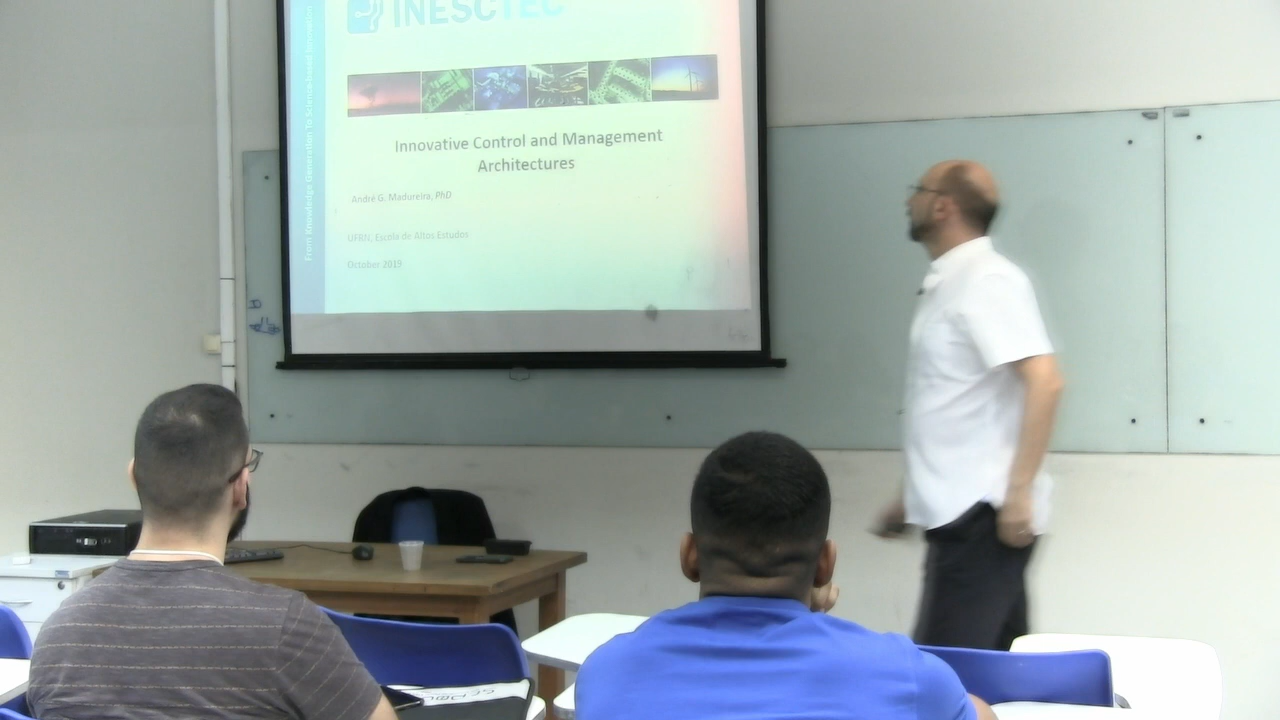 INESCTEC
From Knowledge Generation To Science-based Innovation
Innovative Control and Management
Architectures
André G. Madureira, PhD
UFRN, Escola de Altos Estudos
October 2019